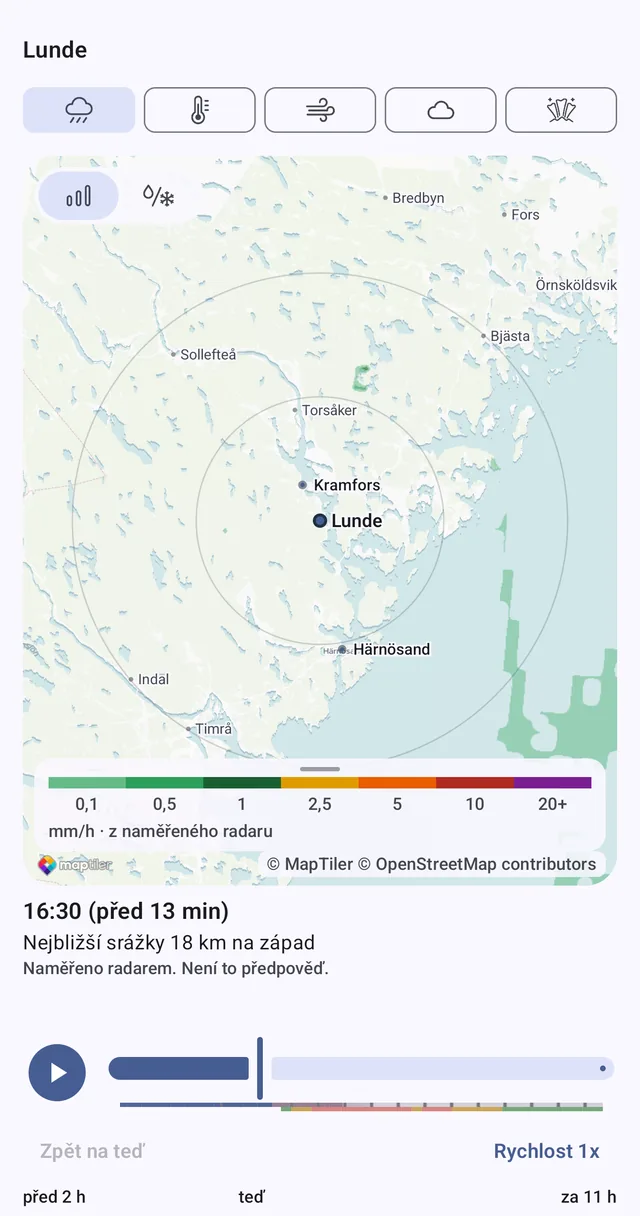 Lunde
Bredbyn
Fors
Örnsköldsvik
Bjästa
Sollefteå
Torsåker
Kramfors
Lunde
Härnösand
Indal
Timrå
0,1 0,5 1 2,5 5 10 20+
mm/h · z naměřeného radaru
maptiler
© MapTiler © OpenStreetMap contributors
16:30 (před 13 min)
Nejbližší srážky 18 km na západ
Naměřeno radarem. Není to předpověď.
Zpět na teď
Rychlost 1x
před 2 h
teď
za 11 h